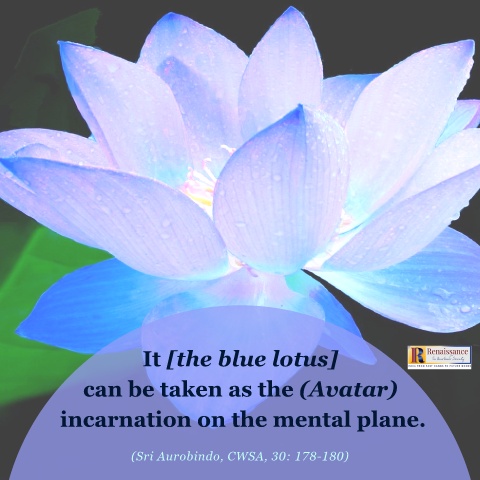 It [the blue lotus]
can be taken as the (Avatar)
incarnation on the mental plane.
(Sri Aurobindo, CWSA, 30: 178-180)
Renaissance